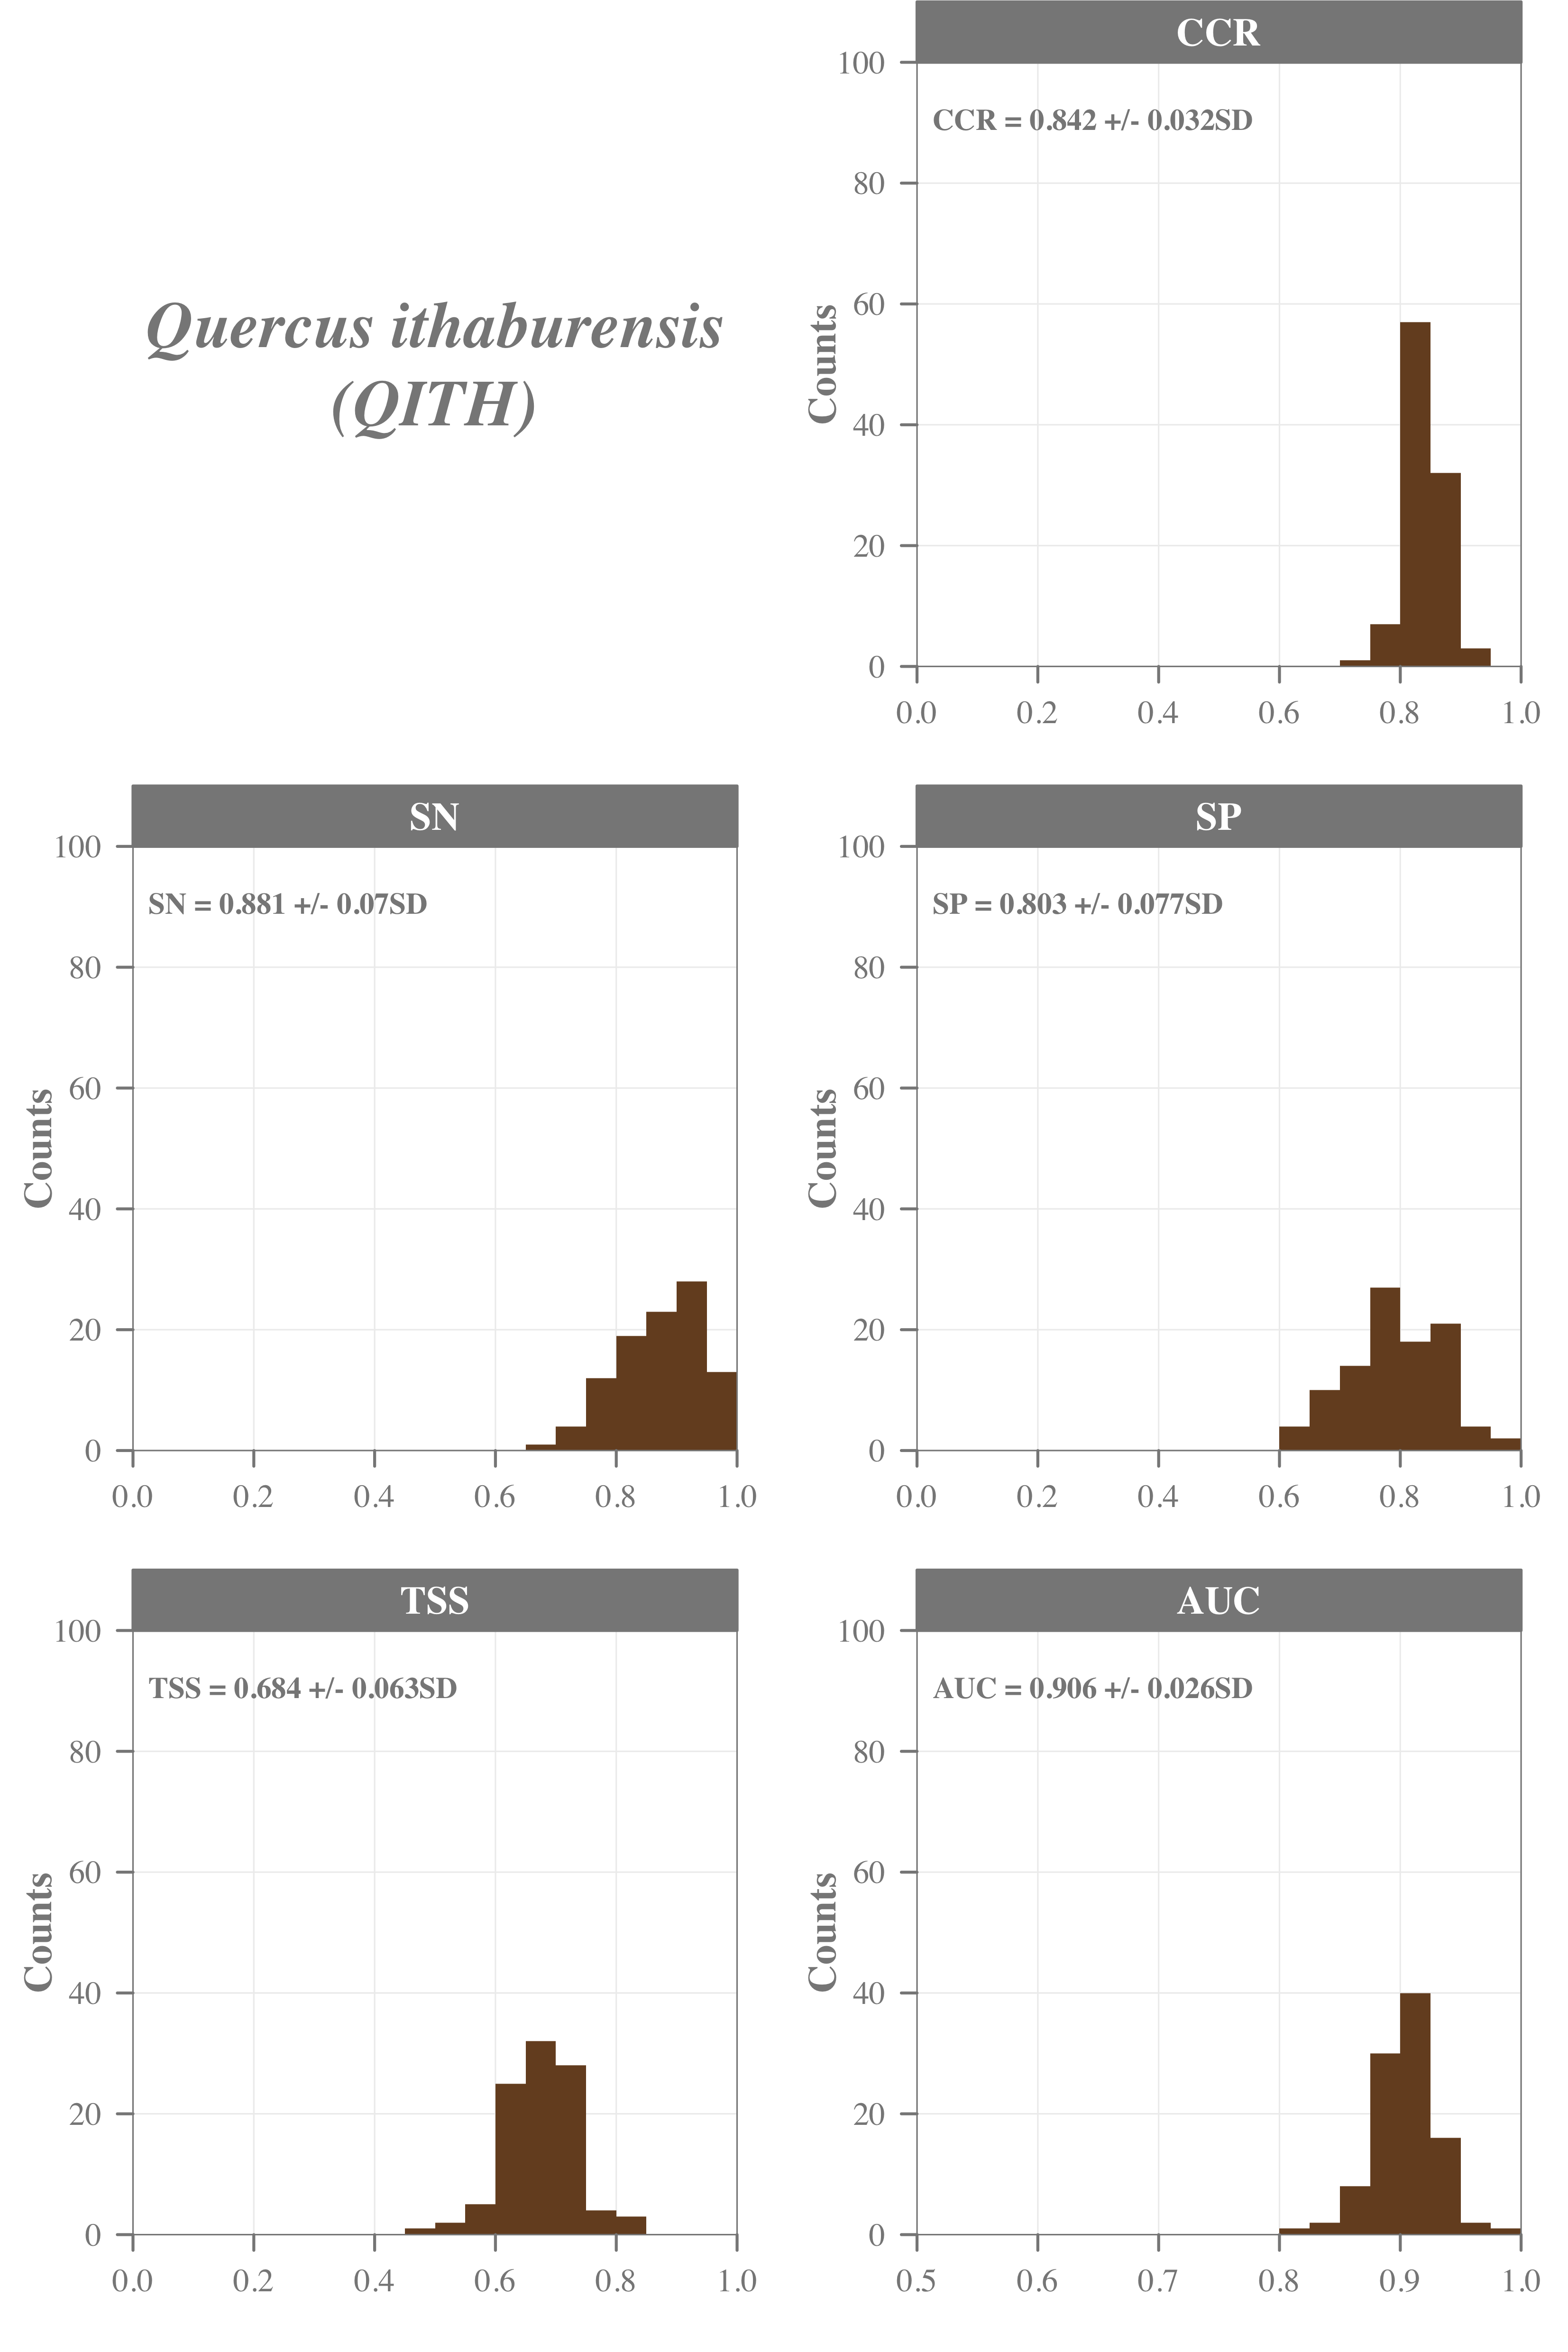 CCR
100
CCR = 0.842 +/- 0.032SD
80
60
Counts
40
20
0
0.0 0.2 0.4 0.6 0.8 1.0
Quercus ithaburensis
(QITH)
SN
100
SN = 0.881 +/- 0.07SD
80
60
Counts
40
20
0
0.0 0.2 0.4 0.6 0.8 1.0
SP
100
SP = 0.803 +/- 0.077SD
80
60
Counts
40
20
0
0.0 0.2 0.4 0.6 0.8 1.0
TSS
100
TSS = 0.684 +/- 0.063SD
80
60
Counts
40
20
0
0.0 0.2 0.4 0.6 0.8 1.0
AUC
100
AUC = 0.906 +/- 0.026SD
80
60
Counts
40
20
0
0.5 0.6 0.7 0.8 0.9 1.0